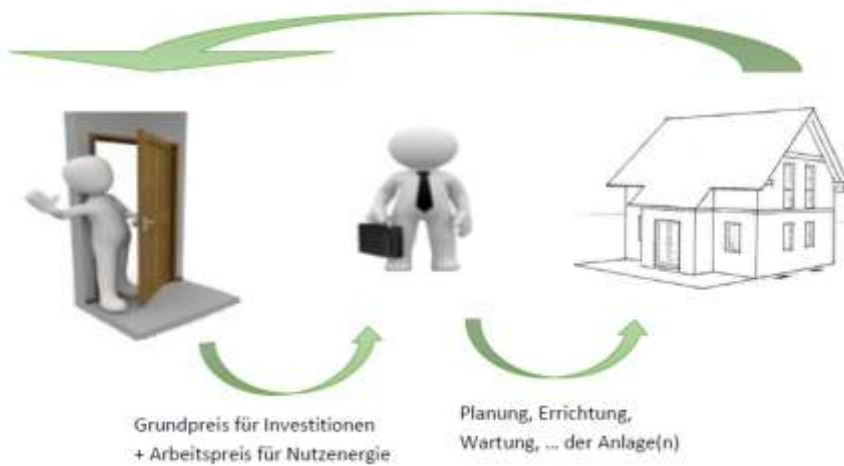 Grundpreis für Investitionen
+ Arbeitspreis für Nutzenergie
Planung, Errichtung,
Wartung, ... der Anlage(n)